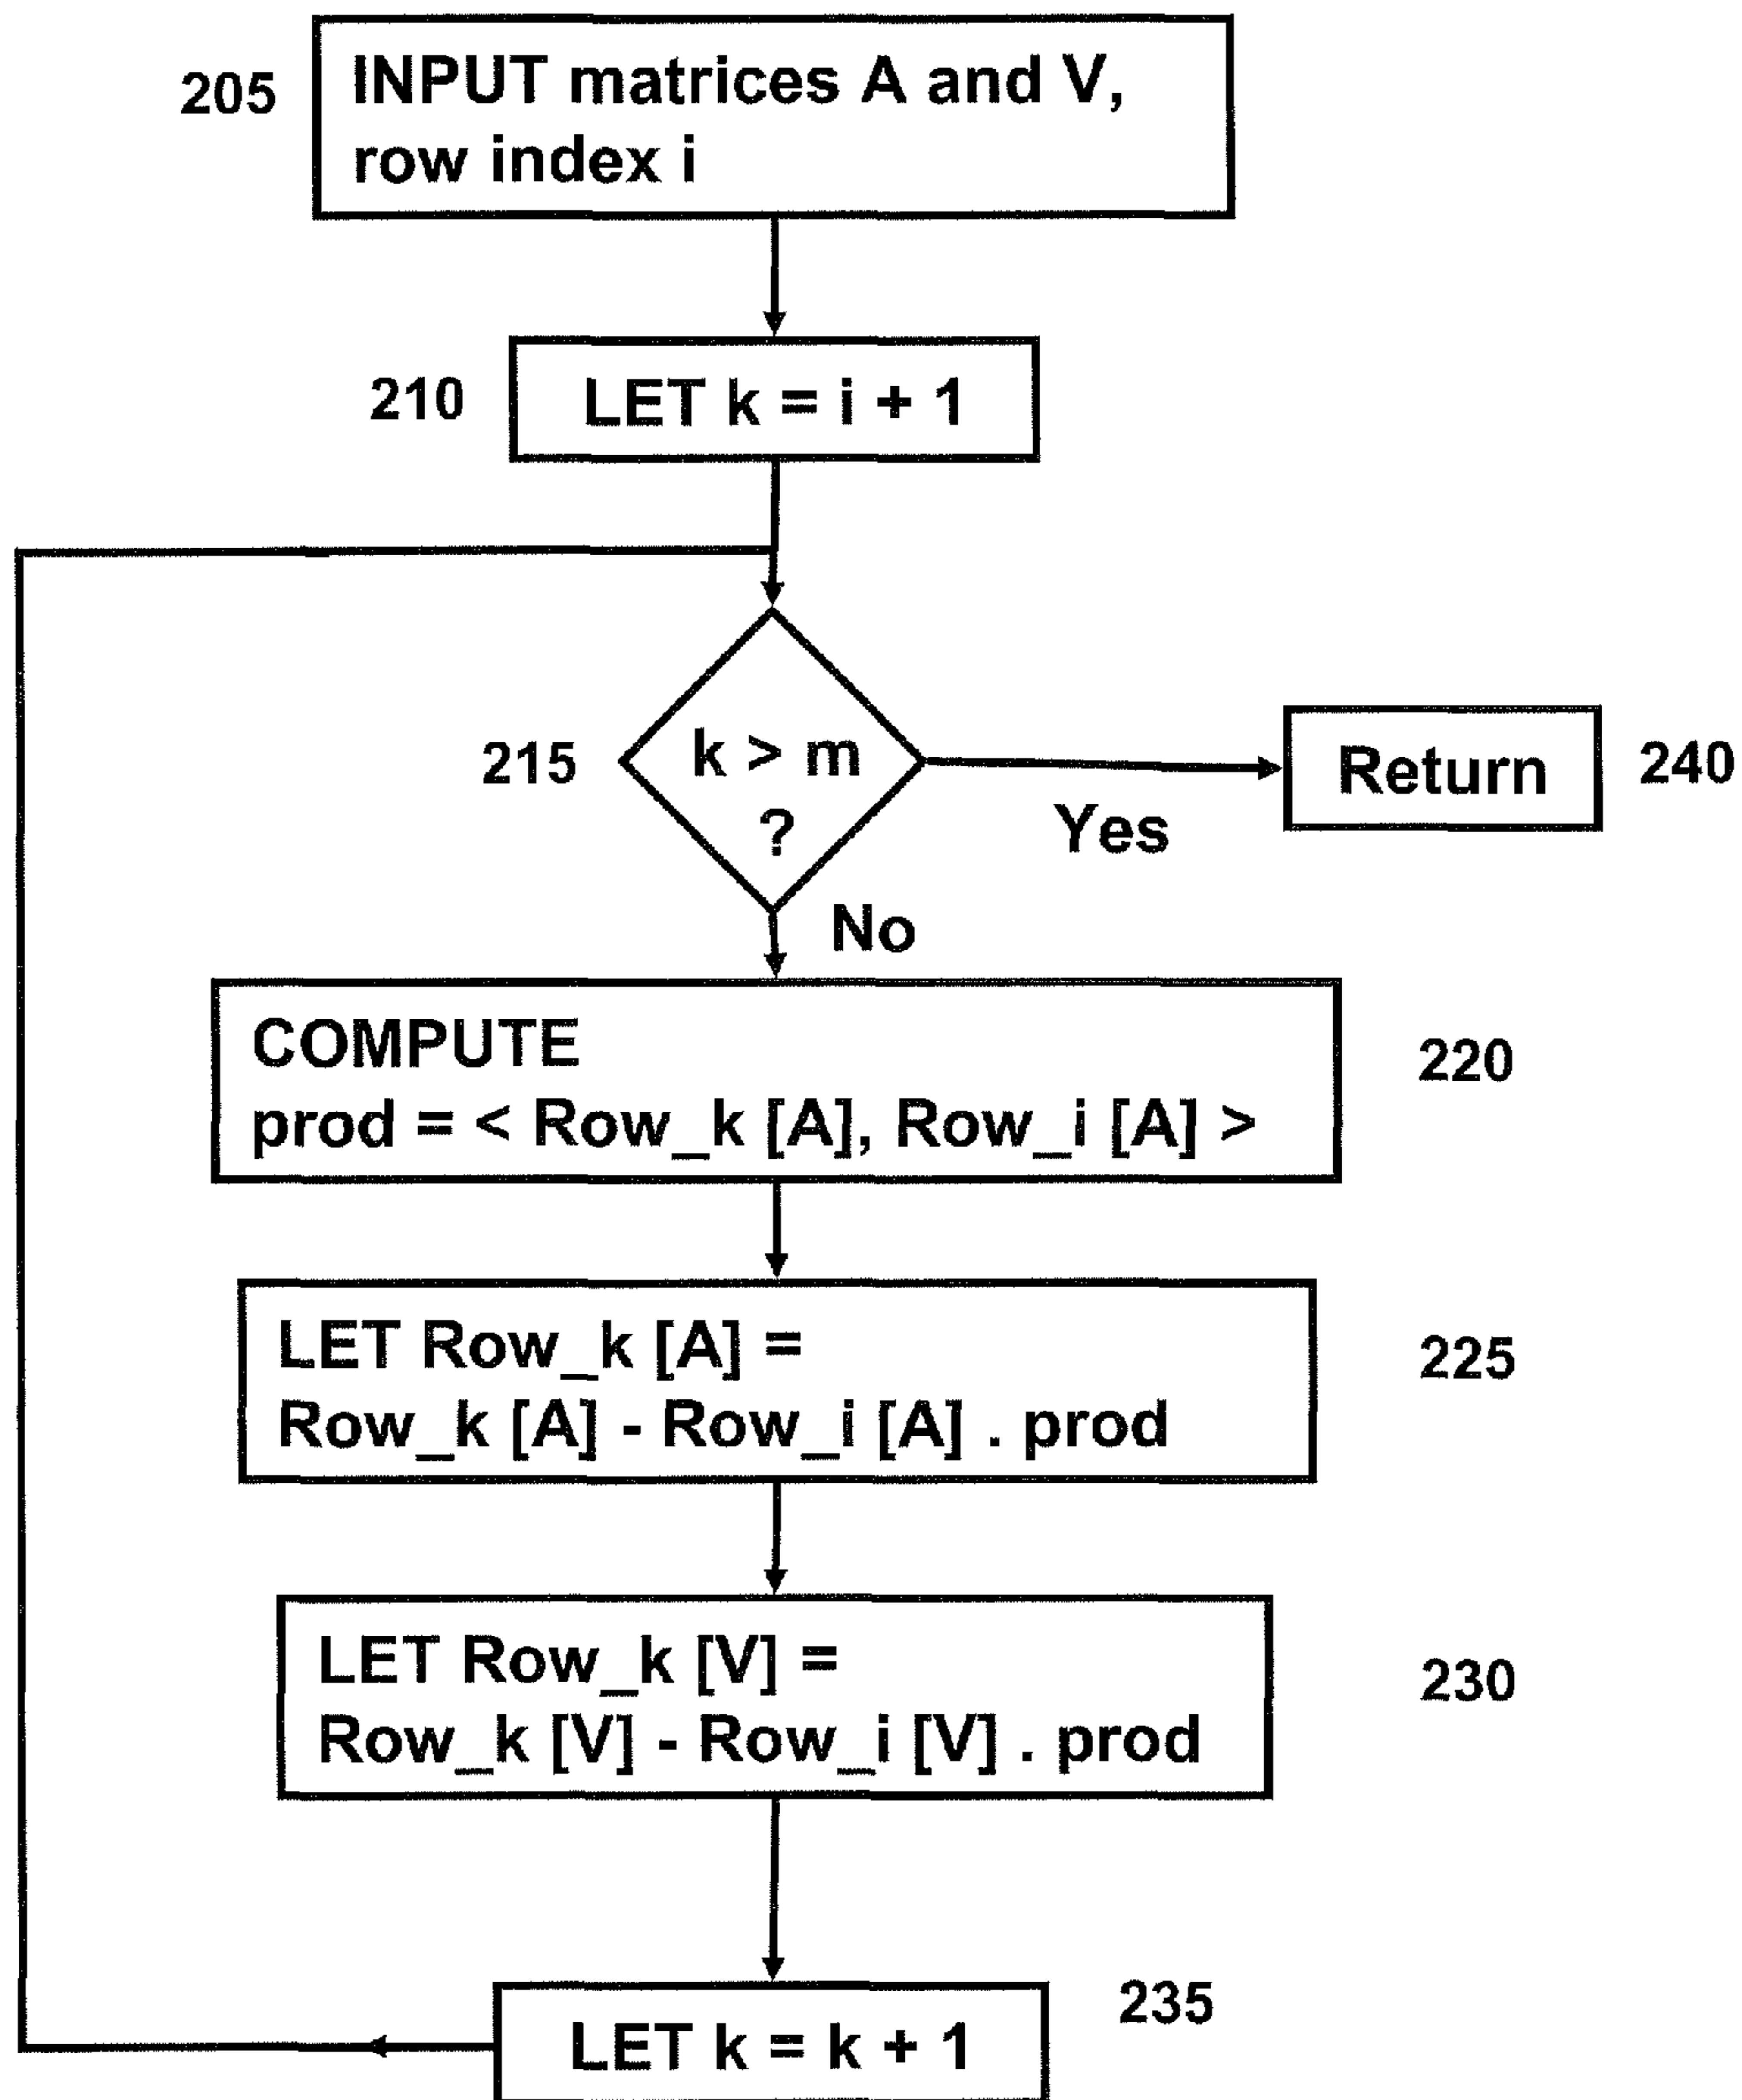 205
INPUT matrices A and V,
row index i
210
LET k = i + 1
215
k > m
?
Yes
Return
240
No
COMPUTE
prod = < Row_k [A], Row_i [A] >
220
LET Row_k [A] =
Row_k [A] - Row_i [A] . prod
225
LET Row_k [V] =
Row_k [V] - Row_i [V] . prod
230
235
LET k = k + 1